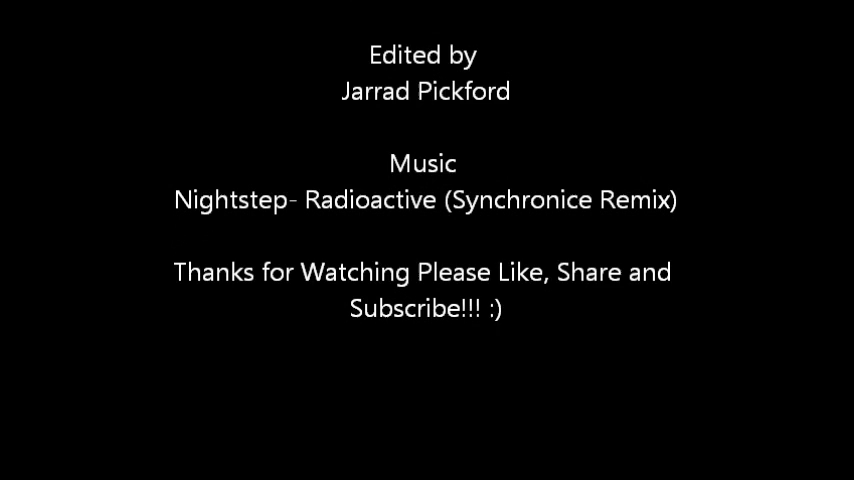 Edited by
Jarrad Pickford
Music
Nightstep- Radioactive (Synchronice Remix)
Thanks for Watching Please Like, Share and
Subscribe!!! :)